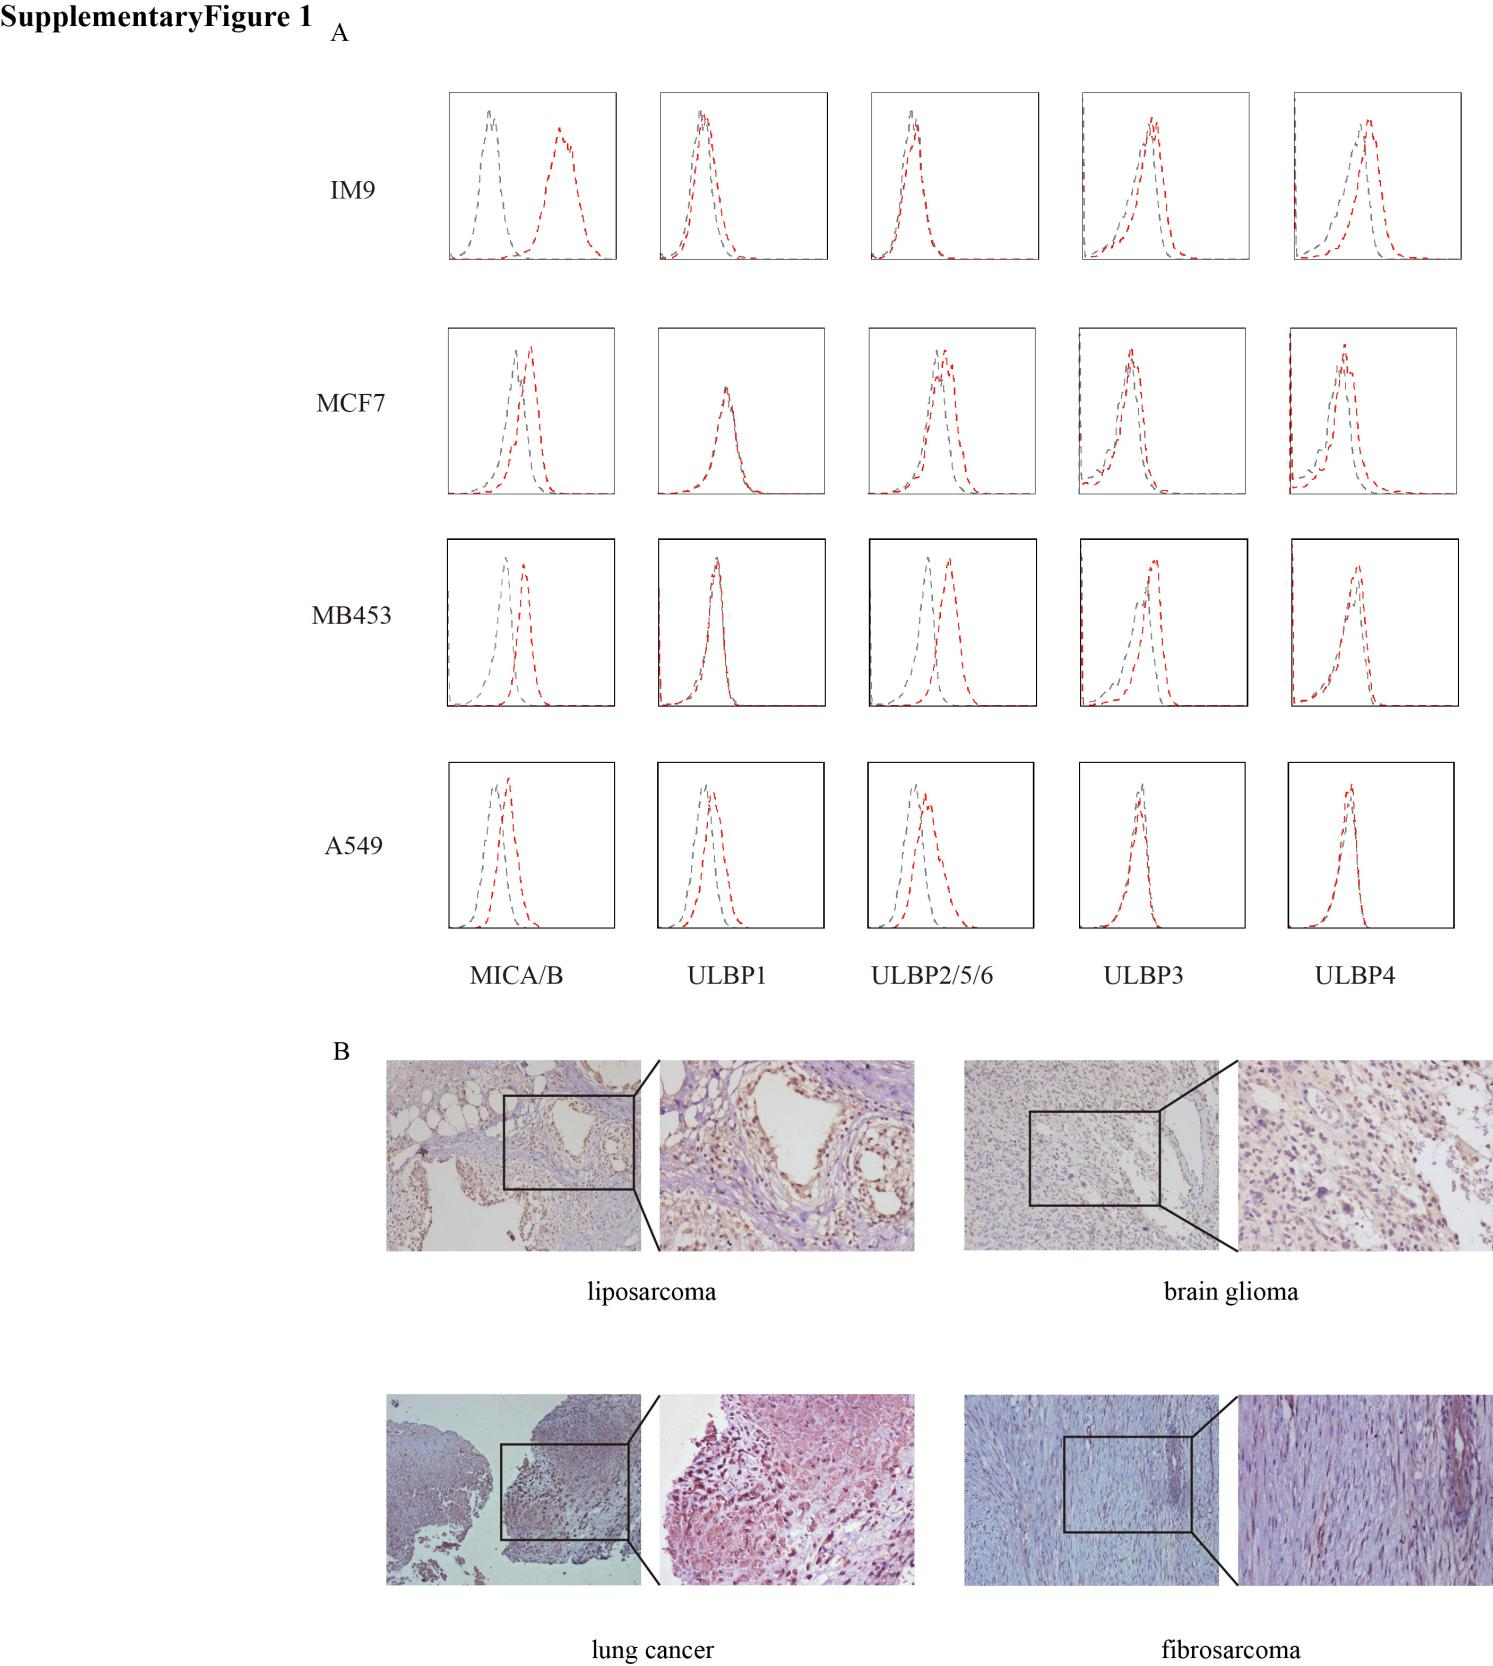 SupplementaryFigure 1
A
IM9
MCF7
MB453
A549
MICA/B
ULBP1
ULBP2/5/6
ULBP3
ULBP4
B
liposarcoma
brain glioma
lung cancer
fibrosarcoma